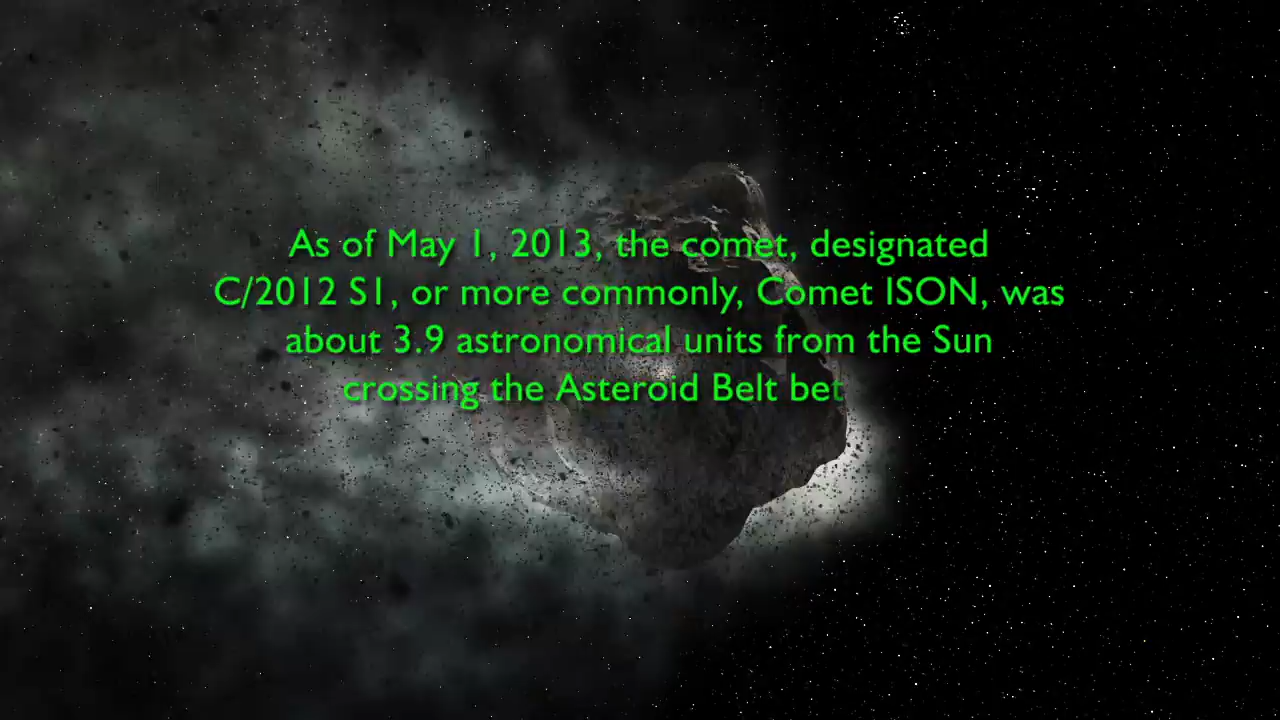 As of May 1, 2013, the comet, designated
C/2012 S1, or more commonly, Comet ISON, was
about 3.9 astronomical units from the Sun
crossing the Asteroid Belt bet